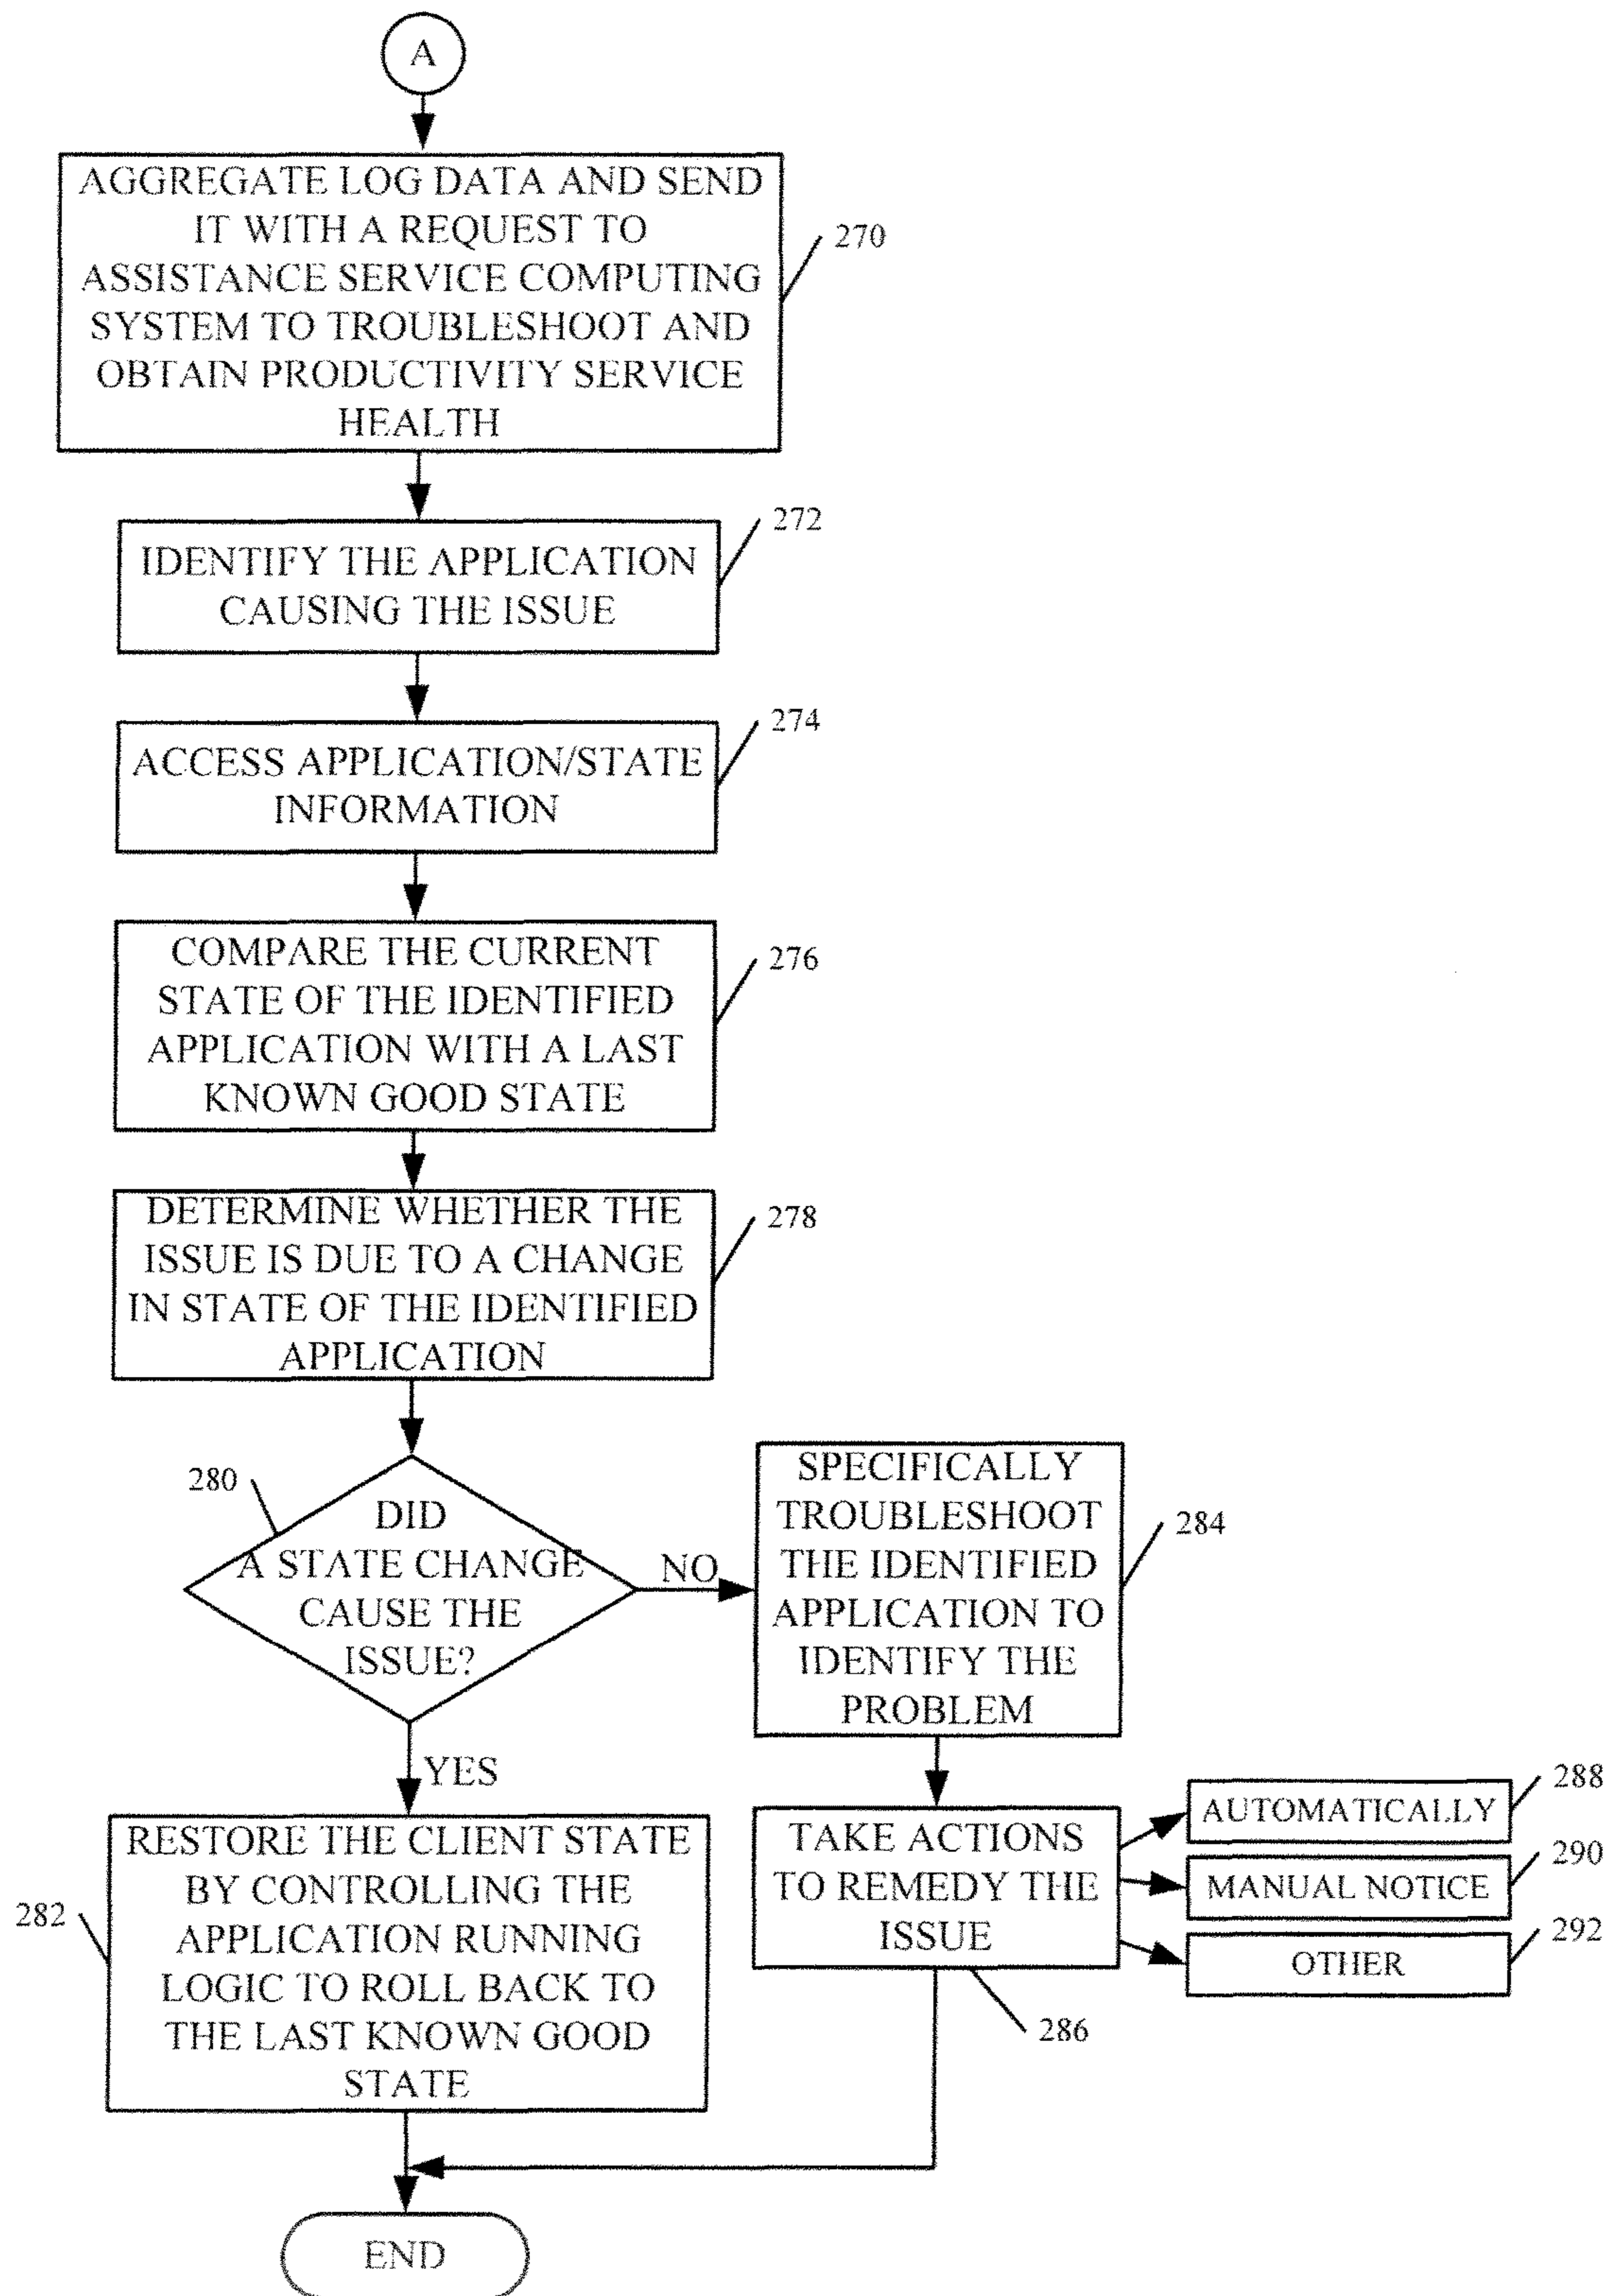 A
AGGREGATE LOG DATA AND SEND
IT WITH A REQUEST TO
ASSISTANCE SERVICE COMPUTING
SYSTEM TO TROUBLESHOOT AND
OBTAIN PRODUCTIVITY SERVICE
HEALTH
270
IDENTIFY THE APPLICATION
CAUSING THE ISSUE
272
ACCESS APPLICATION/STATE
INFORMATION
274
COMPARE THE CURRENT
STATE OF THE IDENTIFIED
APPLICATION WITH A LAST
KNOWN GOOD STATE
276
DETERMINE WHETHER THE
ISSUE IS DUE TO A CHANGE
IN STATE OF THE IDENTIFIED
APPLICATION
278
280
DID
A STATE CHANGE
CAUSE THE
ISSUE?
NO
SPECIFICALLY
TROUBLESHOOT
THE IDENTIFIED
APPLICATION TO
IDENTIFY THE
PROBLEM
284
YES
RESTORE THE CLIENT STATE
BY CONTROLLING THE
APPLICATION RUNNING
LOGIC TO ROLL BACK TO
THE LAST KNOWN GOOD
STATE
282
TAKE ACTIONS
TO REMEDY THE
ISSUE
286
AUTOMATICALLY
288
MANUAL NOTICE
290
OTHER
292
END